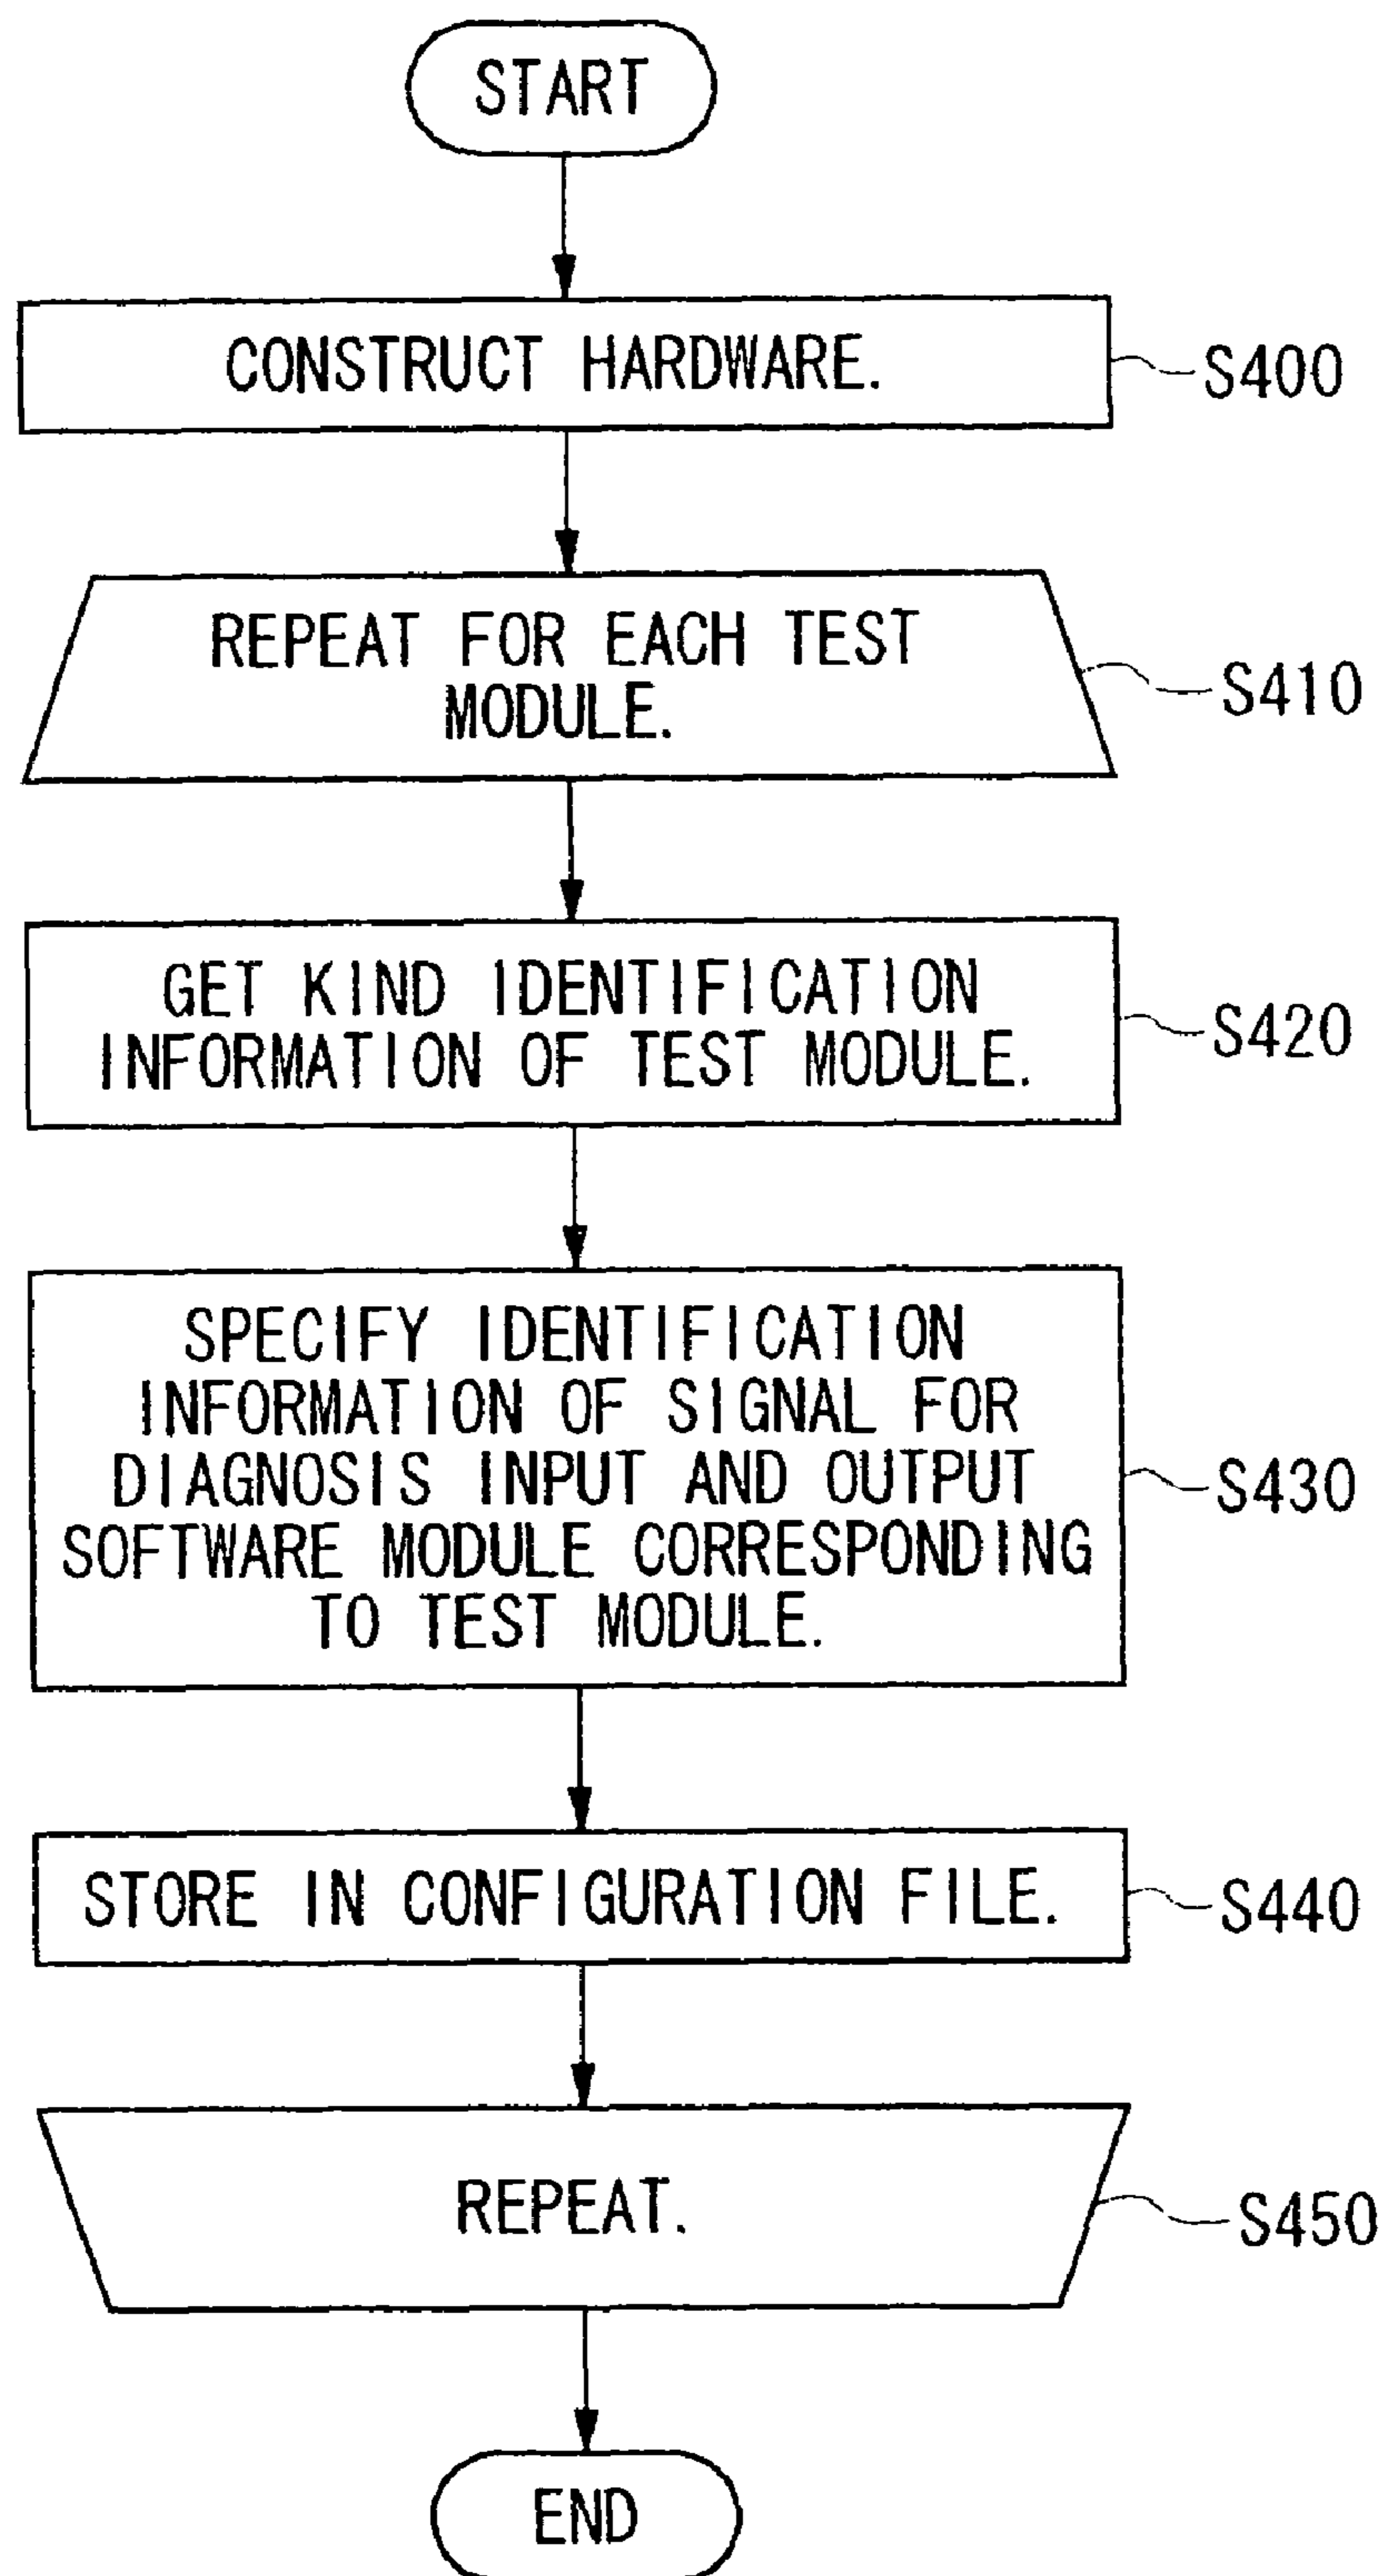 START
CONSTRUCT HARDWARE.
S400
REPEAT FOR EACH TEST
MODULE.
S410
GET KIND IDENTIFICATION
INFORMATION OF TEST MODULE.
S420
SPECIFY IDENTIFICATION
INFORMATION OF SIGNAL FOR
DIAGNOSIS INPUT AND OUTPUT
SOFTWARE MODULE CORRESPONDING
TO TEST MODULE.
S430
STORE IN CONFIGURATION FILE.
S440
REPEAT.
S450
END